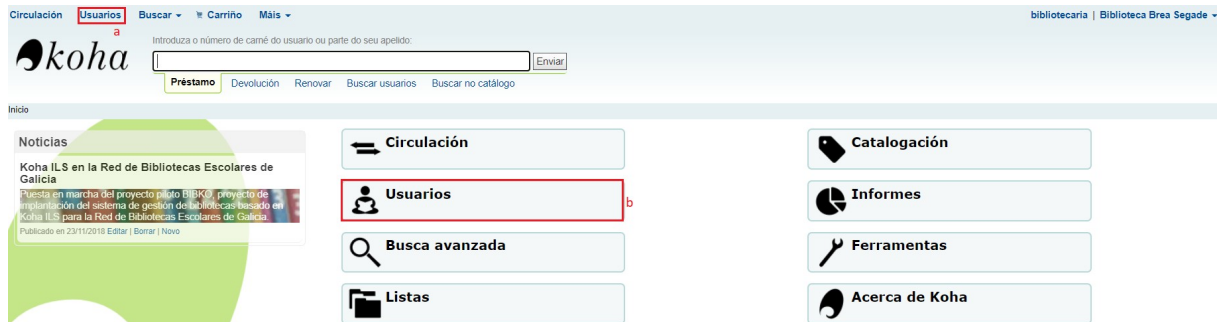 Circulación Usuarios Buscar Carriño Máis bibliotecaria | Biblioteca Brea Segade
a
koha
Introduza o número de carné do usuario ou parte do seu apelido:
Enviar
Préstamo Devolución Renovar Buscar usuarios Buscar no catálogo
Inicio
Noticias
Koha ILS en la Red de Bibliotecas Escolares de
Galicia
Puesta en marcha del proyecto piloto BIBKO, proyecto de
implantación del sistema de gestión de bibliotecas basado en
Koha ILS para la Red de Bibliotecas Escolares de Galicia.
Publicado en 23/11/2018 Editar | Borrar | Novo
Circulación
Usuarios
b
Busca avanzada
Listas
Catalogación
Informes
Ferramentas
Acerca de Koha